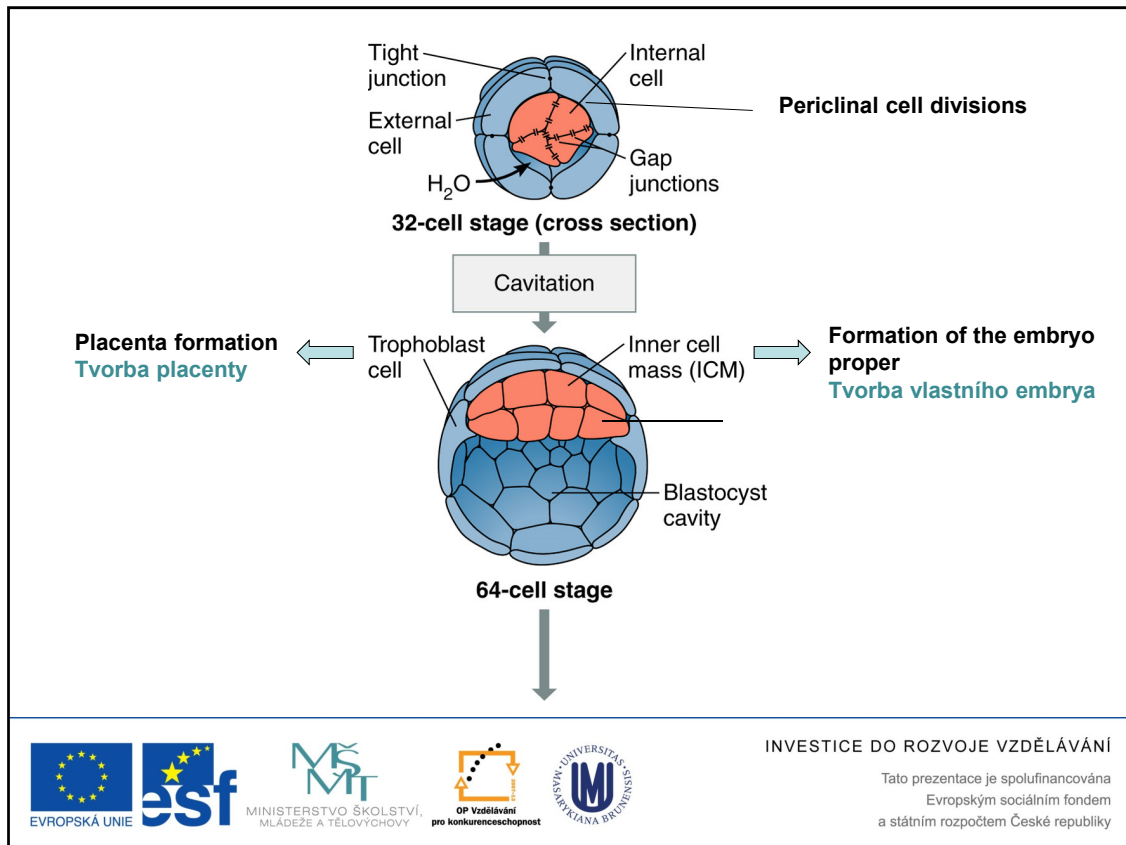 Tight
junction
Internal
cell
Periclinal cell divisions
External
cell
Gap
junctions
H₂O
32-cell stage (cross section)
Cavitation
Placenta formation
Tvorba placenty
Trophoblast
cell
Inner cell
mass (ICM)
Formation of the embryo
proper
Tvorba vlastního embrya
Blastocyst
cavity
64-cell stage
EVROPSKÁ UNIE
esf
MŠMT
MINISTERSTVO ŠKOLSTVÍ,
MLÁDEŽE A TĚLOVÝCHOVY
2007-13
OP Vzdělávání
pro konkurenceschopnost
UNIVERSITAS · MASARYKIANA BRUNENSIS
INVESTICE DO ROZVOJE VZDĚLÁVÁNÍ
Tato prezentace je spolufinancována
Evropským sociálním fondem
a státním rozpočtem České republiky